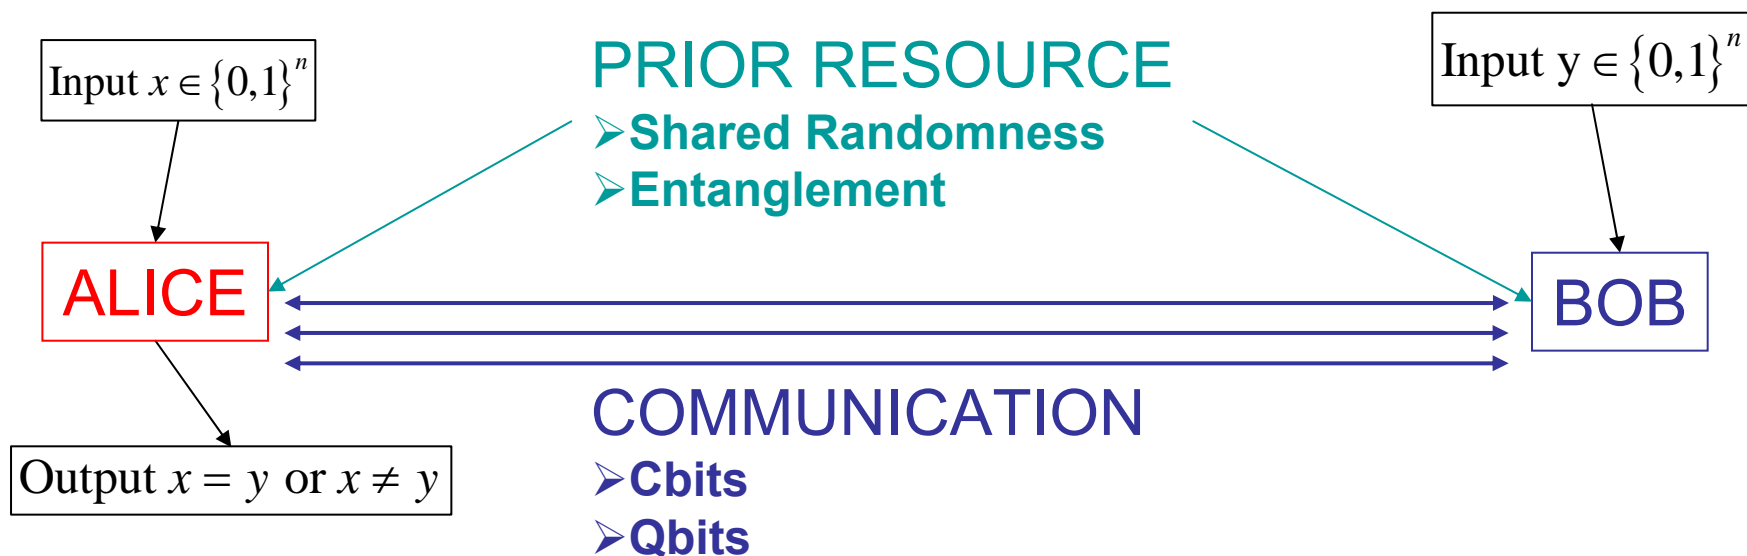 Input x ∈ {0,1}ⁿ
PRIOR RESOURCE
Input y ∈ {0,1}ⁿ
➢Shared Randomness
➢Entanglement
ALICE
BOB
COMMUNICATION
Output x = y or x ≠ y
➢Cbits
➢Qbits